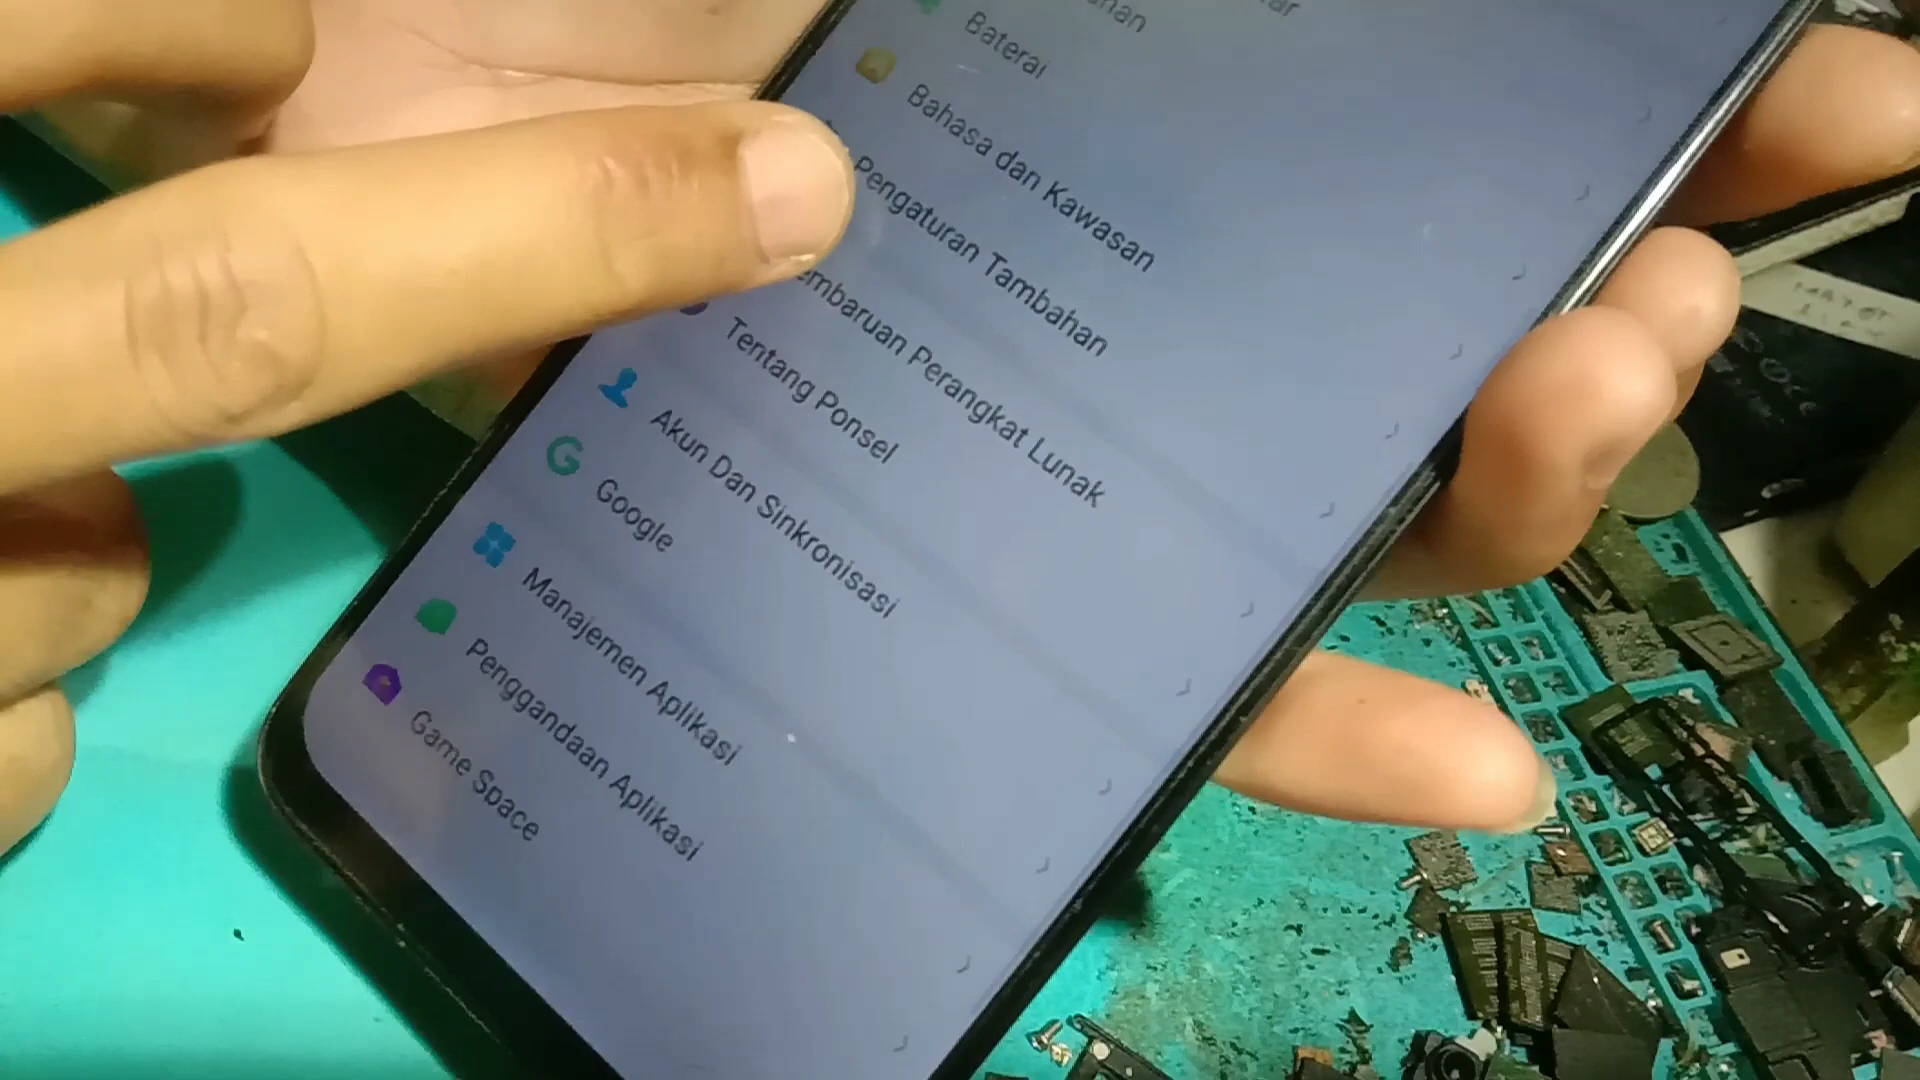 Baterai
Bahasa dan Kawasan
Pengaturan Tambahan
embaruan Perangkat Lunak
Tentang Ponsel
Akun Dan Sinkronisasi
Google
Manajemen Aplikasi
Penggandaan Aplikasi
Game Space